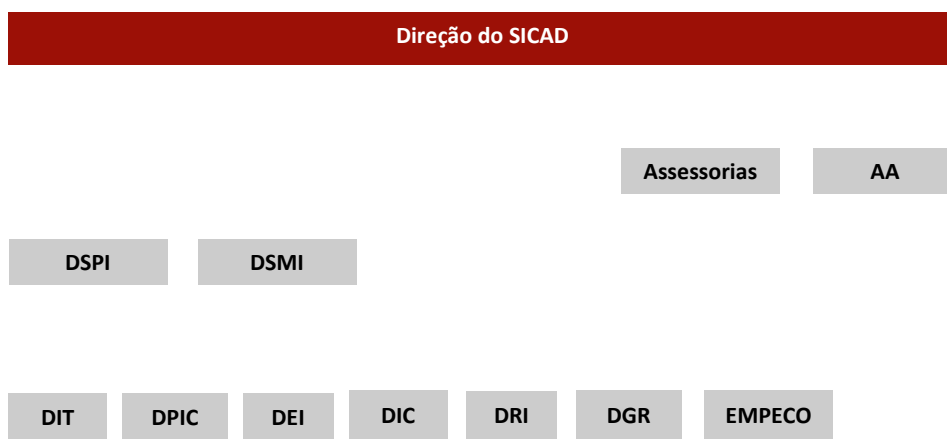 Direção do SICAD
Assessorias AA
DSPI DSMI
DIT DPIC DEI DIC DRI DGR EMPECO